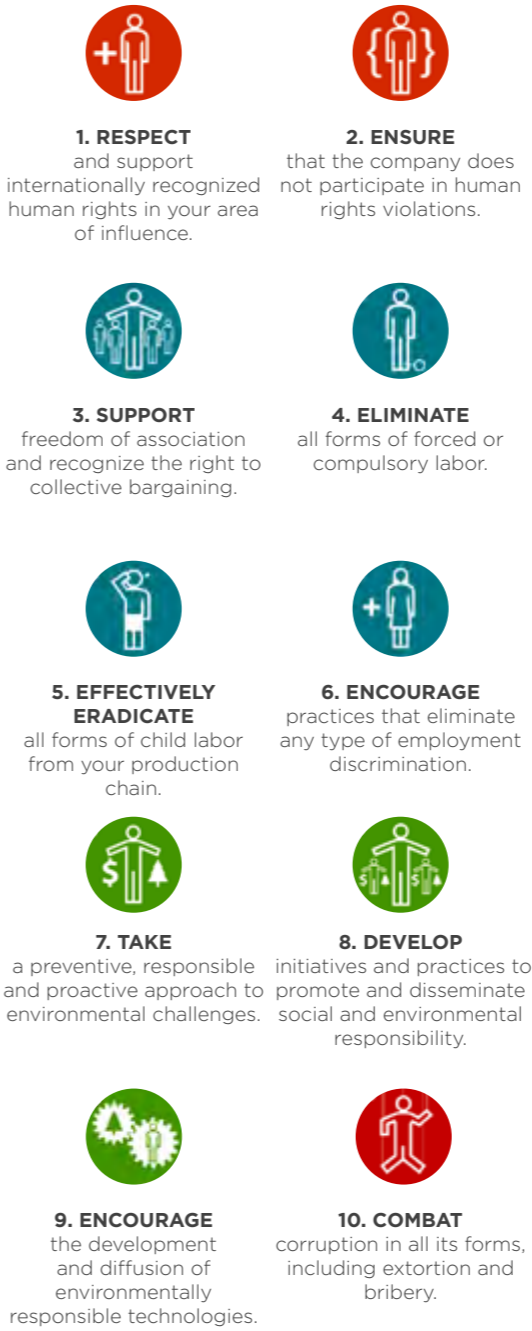 1. RESPECT
and support
internationally recognized
human rights in your area
of influence.
2. ENSURE
that the company does
not participate in human
rights violations.
3. SUPPORT
freedom of association
and recognize the right to
collective bargaining.
4. ELIMINATE
all forms of forced or
compulsory labor.
5. EFFECTIVELY
ERADICATE
all forms of child labor
from your production
chain.
6. ENCOURAGE
practices that eliminate
any type of employment
discrimination.
7. TAKE
a preventive, responsible
and proactive approach to
environmental challenges.
8. DEVELOP
initiatives and practices to
promote and disseminate
social and environmental
responsibility.
9. ENCOURAGE
the development
and diffusion of
environmentally
responsible technologies.
10. COMBAT
corruption in all its forms,
including extortion and
bribery.